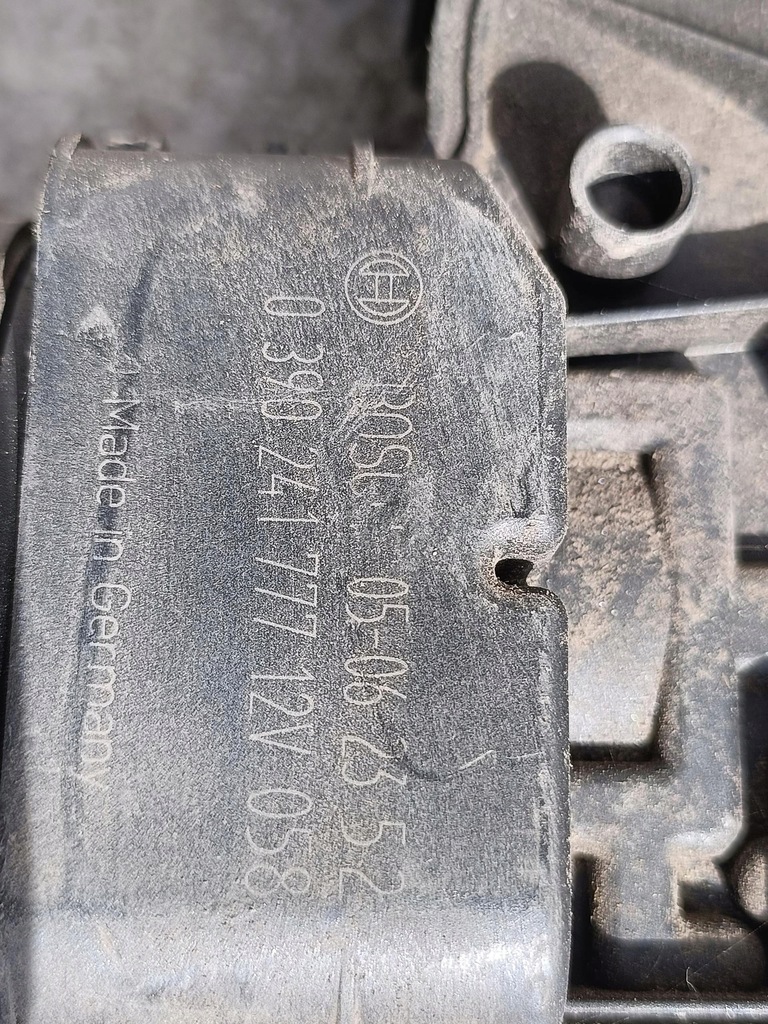 BOSCH 05-06 23 52
0 390 241 777 12V 058
Made in Germany